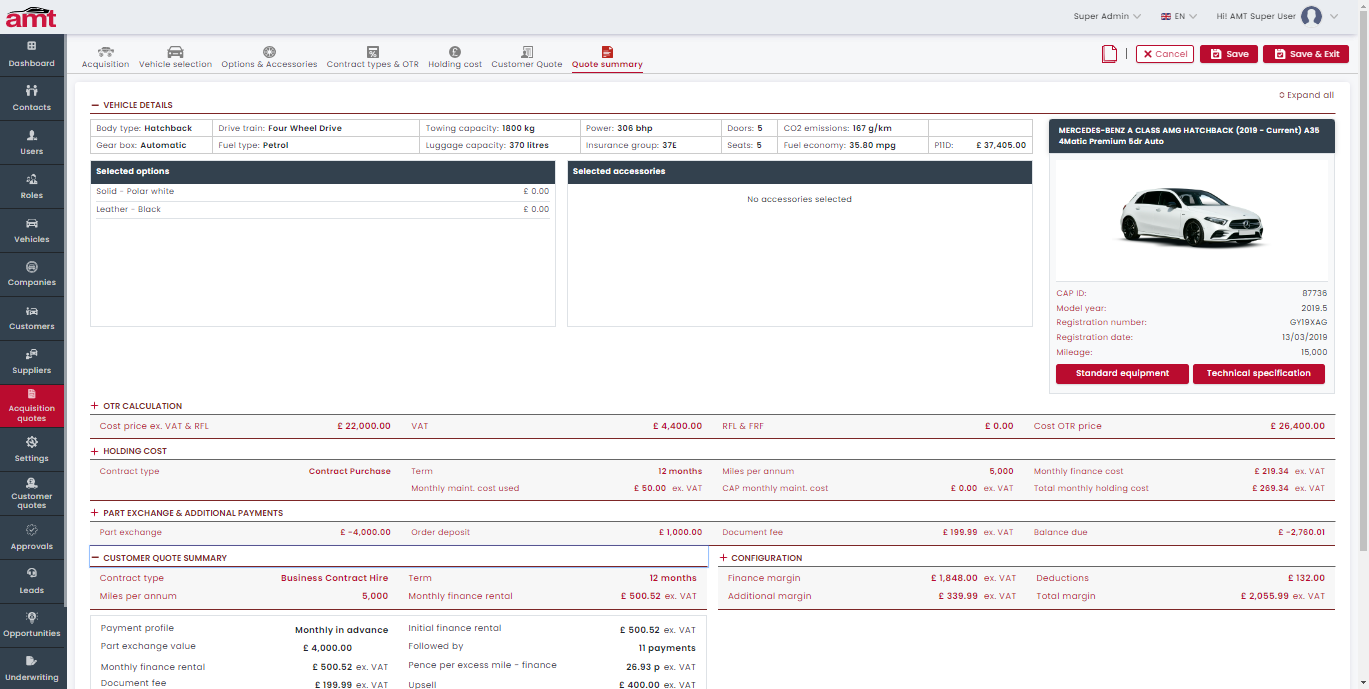 amt
Super Admin
EN
Hi! AMT Super User
Dashboard
Contacts
Users
Roles
Vehicles
Companies
Customers
Suppliers
Acquisition
quotes
Settings
Customer
quotes
Approvals
Leads
Opportunities
Underwriting
Acquisition
Vehicle selection
Options & Accessories
Contract types & OTR
Holding cost
Customer Quote
Quote summary
Cancel
Save
Save & Exit
Expand all
VEHICLE DETAILS
Body type: Hatchback
Drive train: Four Wheel Drive
Towing capacity: 1800 kg
Power: 306 bhp
Doors: 5
CO2 emissions: 167 g/km
Gear box: Automatic
Fuel type: Petrol
Luggage capacity: 370 litres
Insurance group: 37E
Seats: 5
Fuel economy: 35.80 mpg
P11D: £ 37,405.00
Selected options
Solid - Polar white £ 0.00
Leather - Black £ 0.00
Selected accessories
No accessories selected
MERCEDES-BENZ A CLASS AMG HATCHBACK (2019 - Current) A35
4Matic Premium 5dr Auto
CAP ID: 87736
Model year: 2019.5
Registration number: GY19XAG
Registration date: 13/03/2019
Mileage: 15,000
Standard equipment
Technical specification
OTR CALCULATION
Cost price ex. VAT & RFL £ 22,000.00 VAT £ 4,400.00 RFL & FRF £ 0.00 Cost OTR price £ 26,400.00
HOLDING COST
Contract type Contract Purchase Term 12 months Miles per annum 5,000 Monthly finance cost £ 219.34 ex. VAT
Monthly maint. cost used £ 50.00 ex. VAT CAP monthly maint. cost £ 0.00 ex. VAT Total monthly holding cost £ 269.34 ex. VAT
PART EXCHANGE & ADDITIONAL PAYMENTS
Part exchange £ -4,000.00 Order deposit £ 1,000.00 Document fee £ 199.99 ex. VAT Balance due £ -2,760.01
CUSTOMER QUOTE SUMMARY
Contract type Business Contract Hire Term 12 months
Miles per annum 5,000 Monthly finance rental £ 500.52 ex. VAT
CONFIGURATION
Finance margin £ 1,848.00 ex. VAT Deductions £ 132.00
Additional margin £ 339.99 ex. VAT Total margin £ 2,055.99 ex. VAT
Payment profile Monthly in advance Initial finance rental £ 500.52 ex. VAT
Part exchange value £ 4,000.00 Followed by 11 payments
Monthly finance rental £ 500.52 ex. VAT Pence per excess mile - finance 26.93 p ex. VAT
Document fee £ 199.99 ex. VAT Upsell £ 400.00 ex. VAT